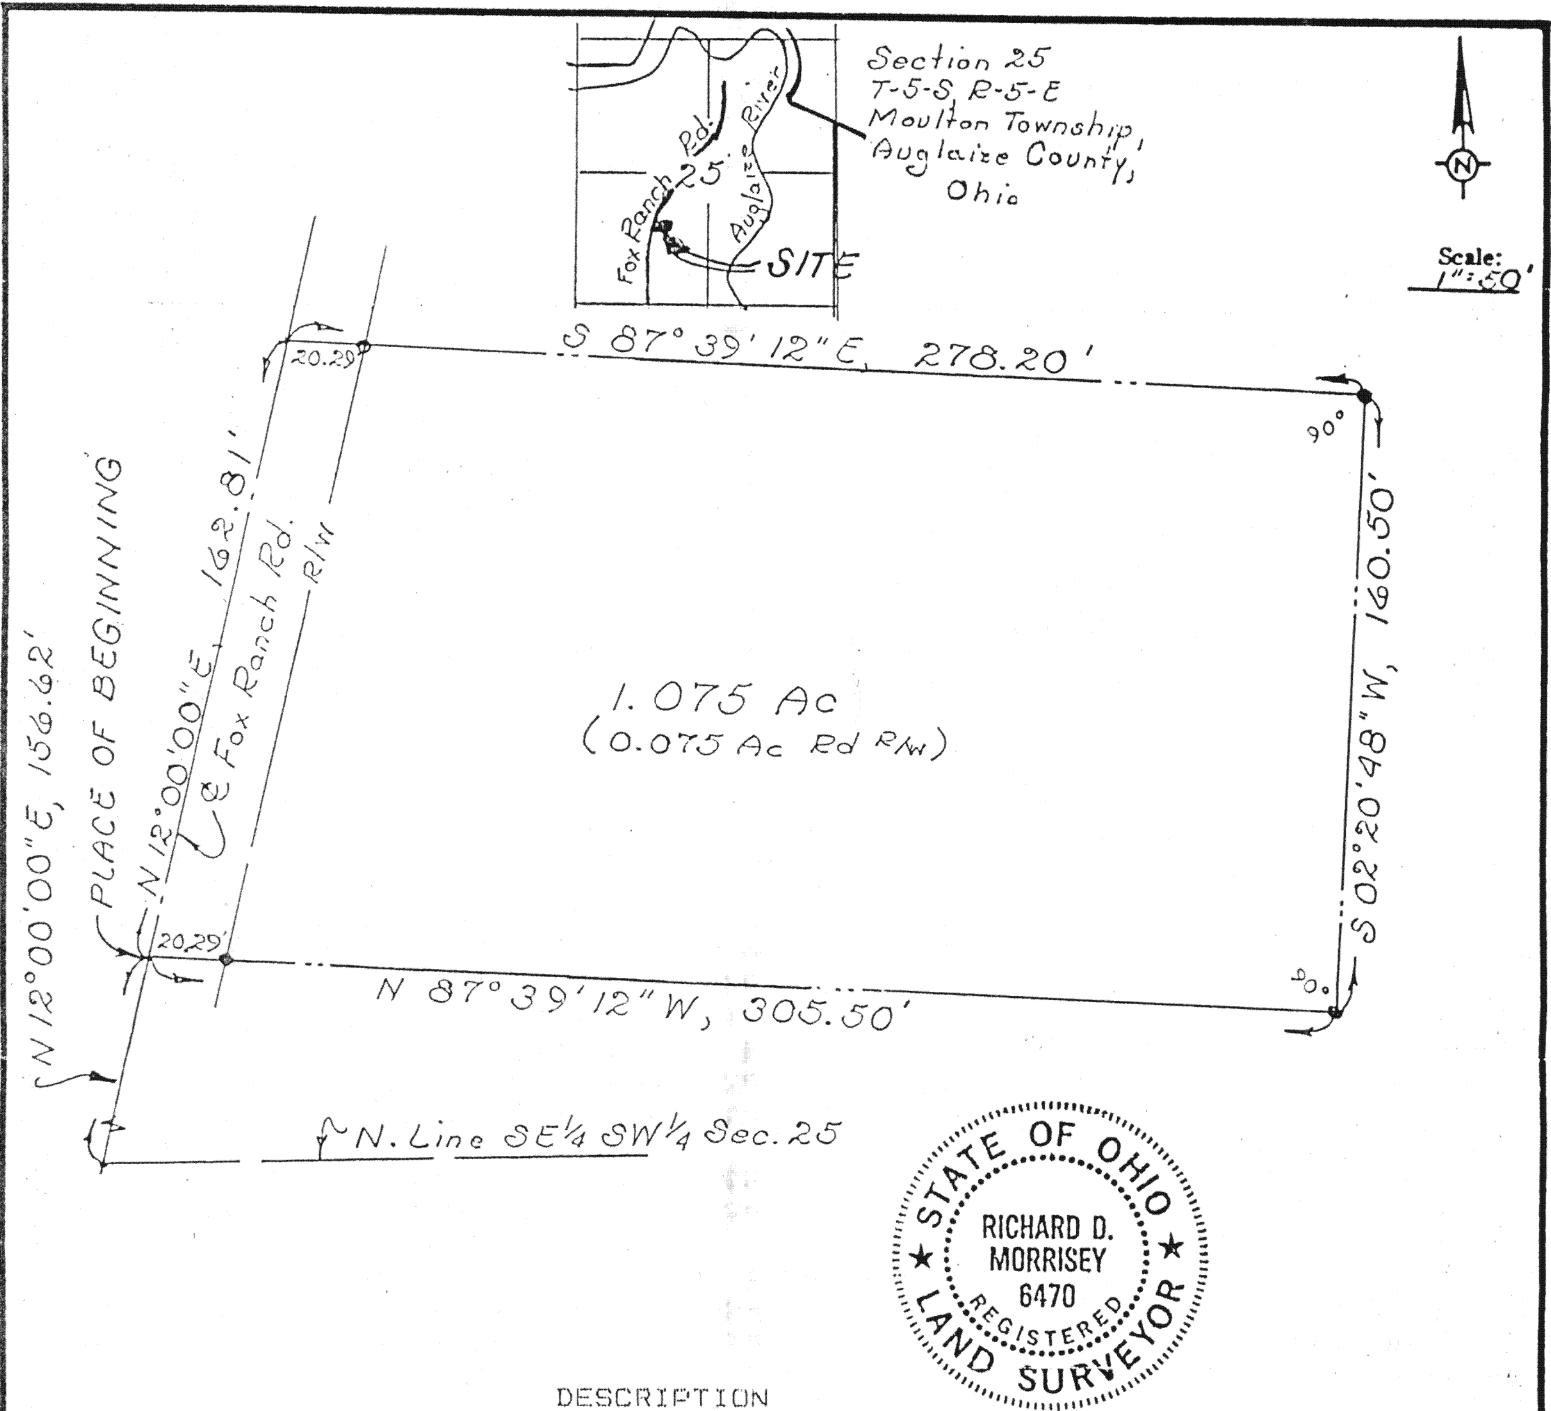 Section 25
T-5-S, R-5-E
Moulton Township,
Auglaize County,
Ohio
N
Scale:
1"=50'
Fox Ranch Rd.
25
Auglaize River
SITE
S 87° 39' 12" E, 278.20'
20.29'
90°
N 12°00'00" E, 162.81'
℄ Fox Ranch Rd.
R/W
PLACE OF BEGINNING
N 12°00'00" E, 156.62'
1.075 Ac
(0.075 Ac Rd R/W)
S 02°20'48" W, 160.50'
20.29'
N 87° 39' 12" W, 305.50'
90°
N. Line SE 1/4 SW 1/4 Sec. 25
STATE OF OHIO
RICHARD D.
MORRISEY
6470
REGISTERED
LAND SURVEYOR
DESCRIPTION